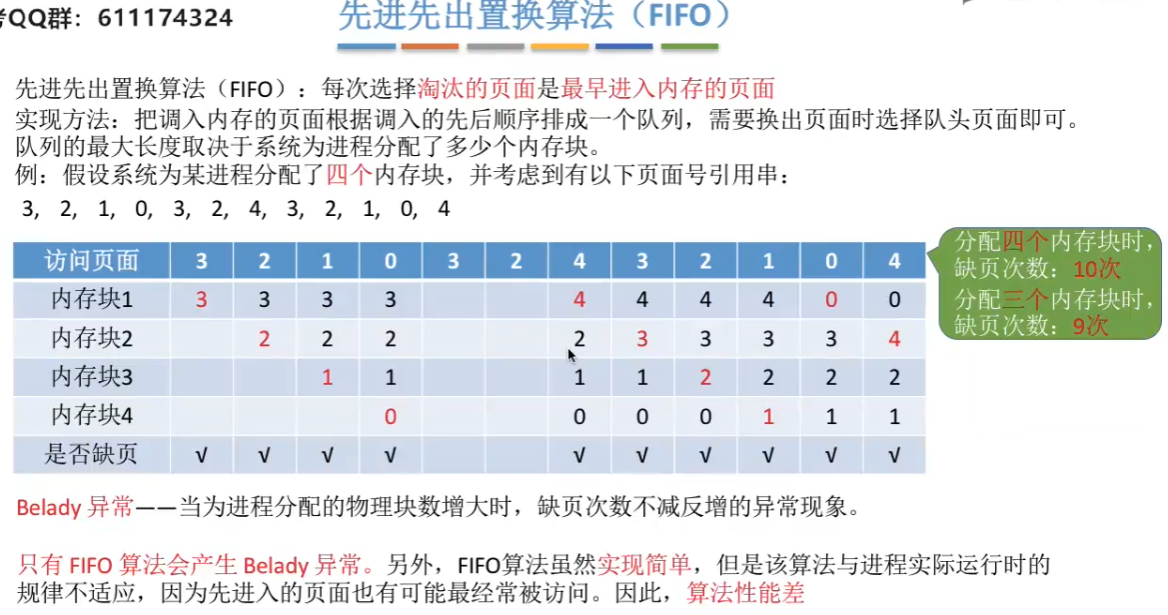 QQ群：611174324
先进先出置换算法（FIFO）
先进先出置换算法（FIFO）：每次选择淘汰的页面是最早进入内存的页面
实现方法：把调入内存的页面根据调入的先后顺序排成一个队列，需要换出页面时选择队头页面即可。
队列的最大长度取决于系统为进程分配了多少个内存块。
例：假设系统为某进程分配了四个内存块，并考虑到有以下页面号引用串：
3，2，1，0，3，2，4，3，2，1，0，4
访问页面 3 2 1 0 3 2 4 3 2 1 0 4
内存块1 3 3 3 3 4 4 4 4 0 0
内存块2 2 2 2 2 3 3 3 3 4
内存块3 1 1 1 1 2 2 2 2
内存块4 0 0 0 0 1 1 1
是否缺页 √ √ √ √ √ √ √ √ √ √
分配四个内存块时，
缺页次数：10次
分配三个内存块时，
缺页次数：9次
Belady 异常——当为进程分配的物理块数增大时，缺页次数不减反增的异常现象。
只有 FIFO 算法会产生 Belady 异常。另外，FIFO算法虽然实现简单，但是该算法与进程实际运行时的
规律不适应，因为先进入的页面也有可能最经常被访问。因此，算法性能差